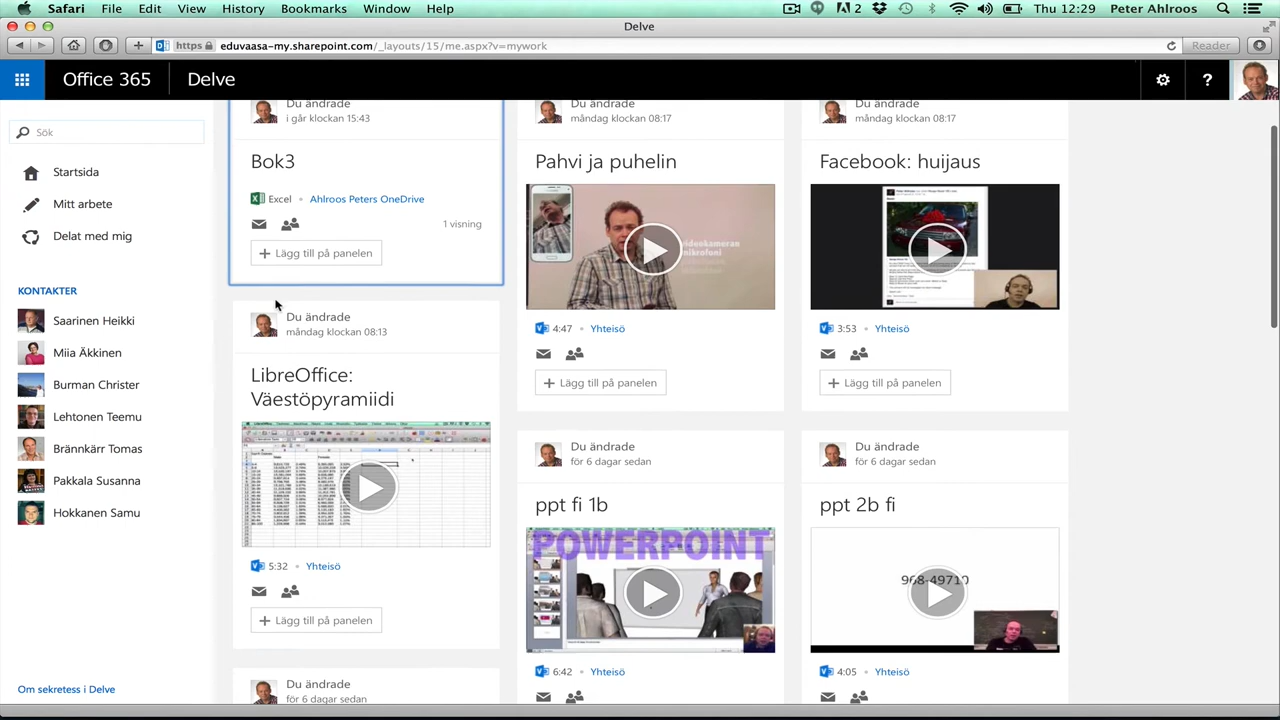 Safari File Edit View History Bookmarks Window Help
2 Thu 12:29 Peter Ahlroos
Delve
https eduvaasa-my.sharepoint.com/_layouts/15/me.aspx?v=mywork
Reader
Office 365 Delve
?
Sök
Startsida
Mitt arbete
Delat med mig
KONTAKTER
Saarinen Heikki
Miia Äkkinen
Burman Christer
Lehtonen Teemu
Brännkärr Tomas
Pakkala Susanna
Hokkanen Samu
Om sekretess i Delve
Du ändrade
i går klockan 15:43
Bok3
Excel • Ahlroos Peters OneDrive
1 visning
+ Lägg till på panelen
Du ändrade
måndag klockan 08:13
LibreOffice:
Väestöpyramiidi
5:32 • Yhteisö
+ Lägg till på panelen
Du ändrade
för 6 dagar sedan
Du ändrade
måndag klockan 08:17
Pahvi ja puhelin
4:47 • Yhteisö
+ Lägg till på panelen
Du ändrade
för 6 dagar sedan
ppt fi 1b
POWERPOINT
6:42 • Yhteisö
Du ändrade
måndag klockan 08:17
Facebook: huijaus
3:53 • Yhteisö
+ Lägg till på panelen
Du ändrade
för 6 dagar sedan
ppt 2b fi
968-49710
4:05 • Yhteisö